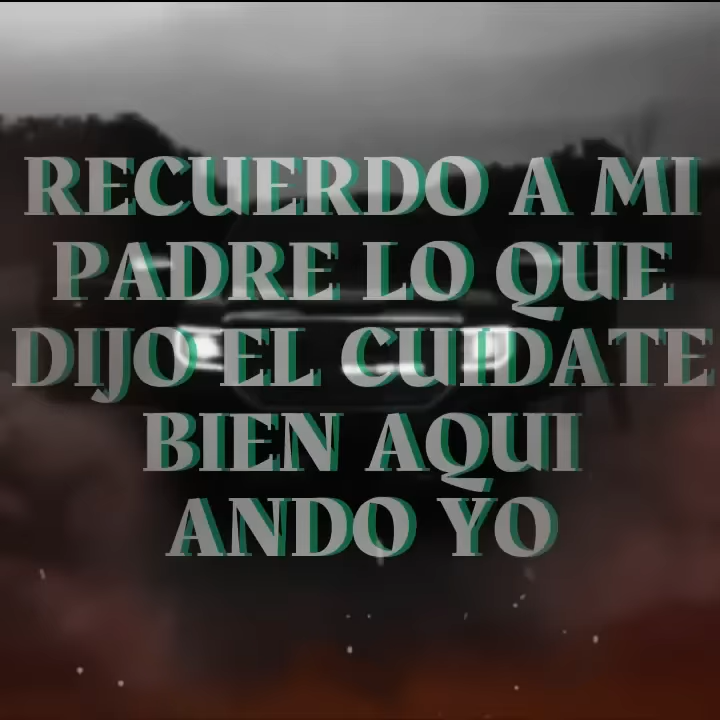 RECUERDO A MI
PADRE LO QUE
DIJO EL CUIDATE
BIEN AQUI
ANDO YO